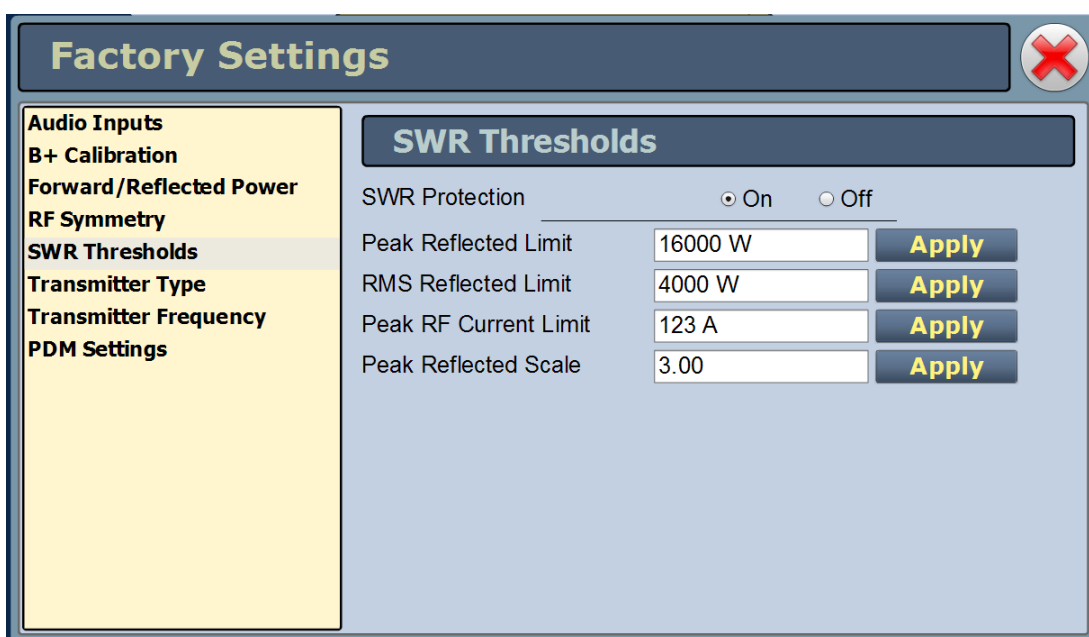 Factory Settings
Audio Inputs
B+ Calibration
Forward/Reflected Power
RF Symmetry
SWR Thresholds
Transmitter Type
Transmitter Frequency
PDM Settings
SWR Thresholds
SWR Protection On Off
Peak Reflected Limit 16000 W Apply
RMS Reflected Limit 4000 W Apply
Peak RF Current Limit 123 A Apply
Peak Reflected Scale 3.00 Apply